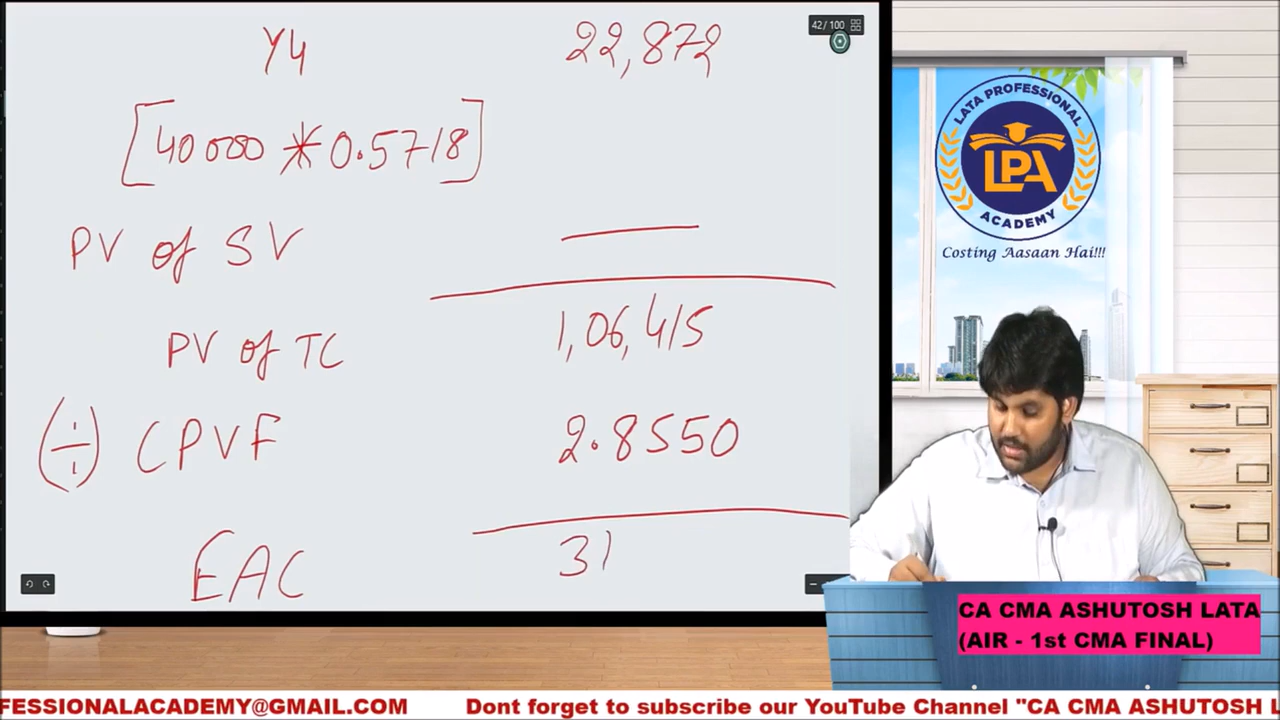 42/100
Y4 22,872
[40000 * 0.5718]
PV of SV —
PV of TC 1,06,415
(÷) CPVF 2.8550
EAC 31
LATA PROFESSIONAL
LPA
ACADEMY
Costing Aasaan Hai!!!
CA CMA ASHUTOSH LATA
(AIR - 1st CMA FINAL)
FESSIONALACADEMY@GMAIL.COM Dont forget to subscribe our YouTube Channel "CA CMA ASHUTOSH L